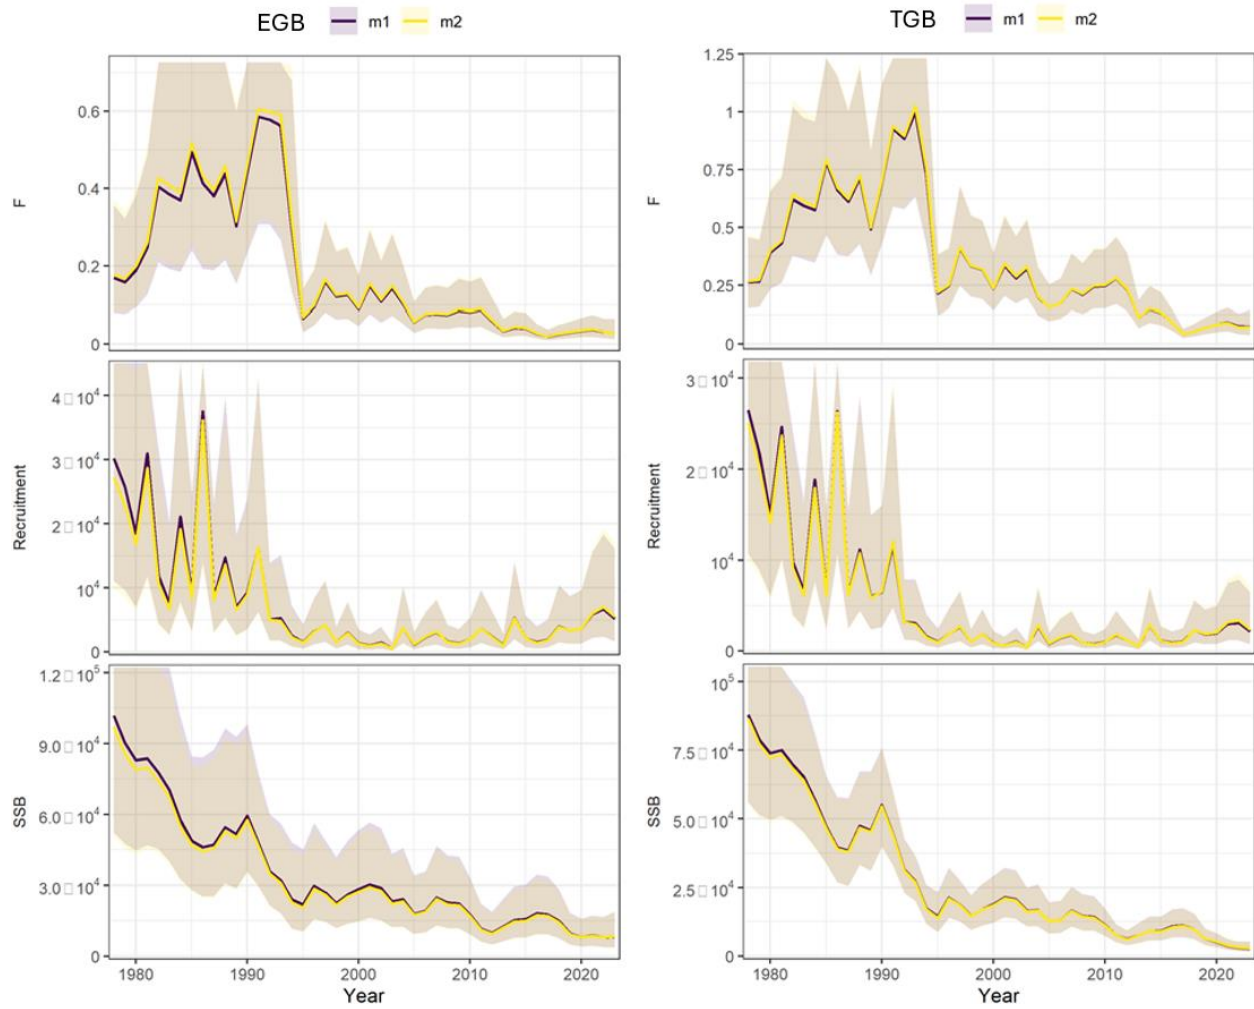 EGB m1 m2
TGB m1 m2
F
0.6
0.4
0.2
0
F
1.25
1
0.75
0.5
0.25
0
Recruitment
4□10⁴
3□10⁴
2□10⁴
10⁴
0
Recruitment
3□10⁴
2□10⁴
10⁴
0
SSB
1.2□10⁵
9.0□10⁴
6.0□10⁴
3.0□10⁴
0
SSB
10⁵
7.5□10⁴
5.0□10⁴
2.5□10⁴
0
1980 1990 2000 2010 2020
Year
1980 1990 2000 2010 2020
Year